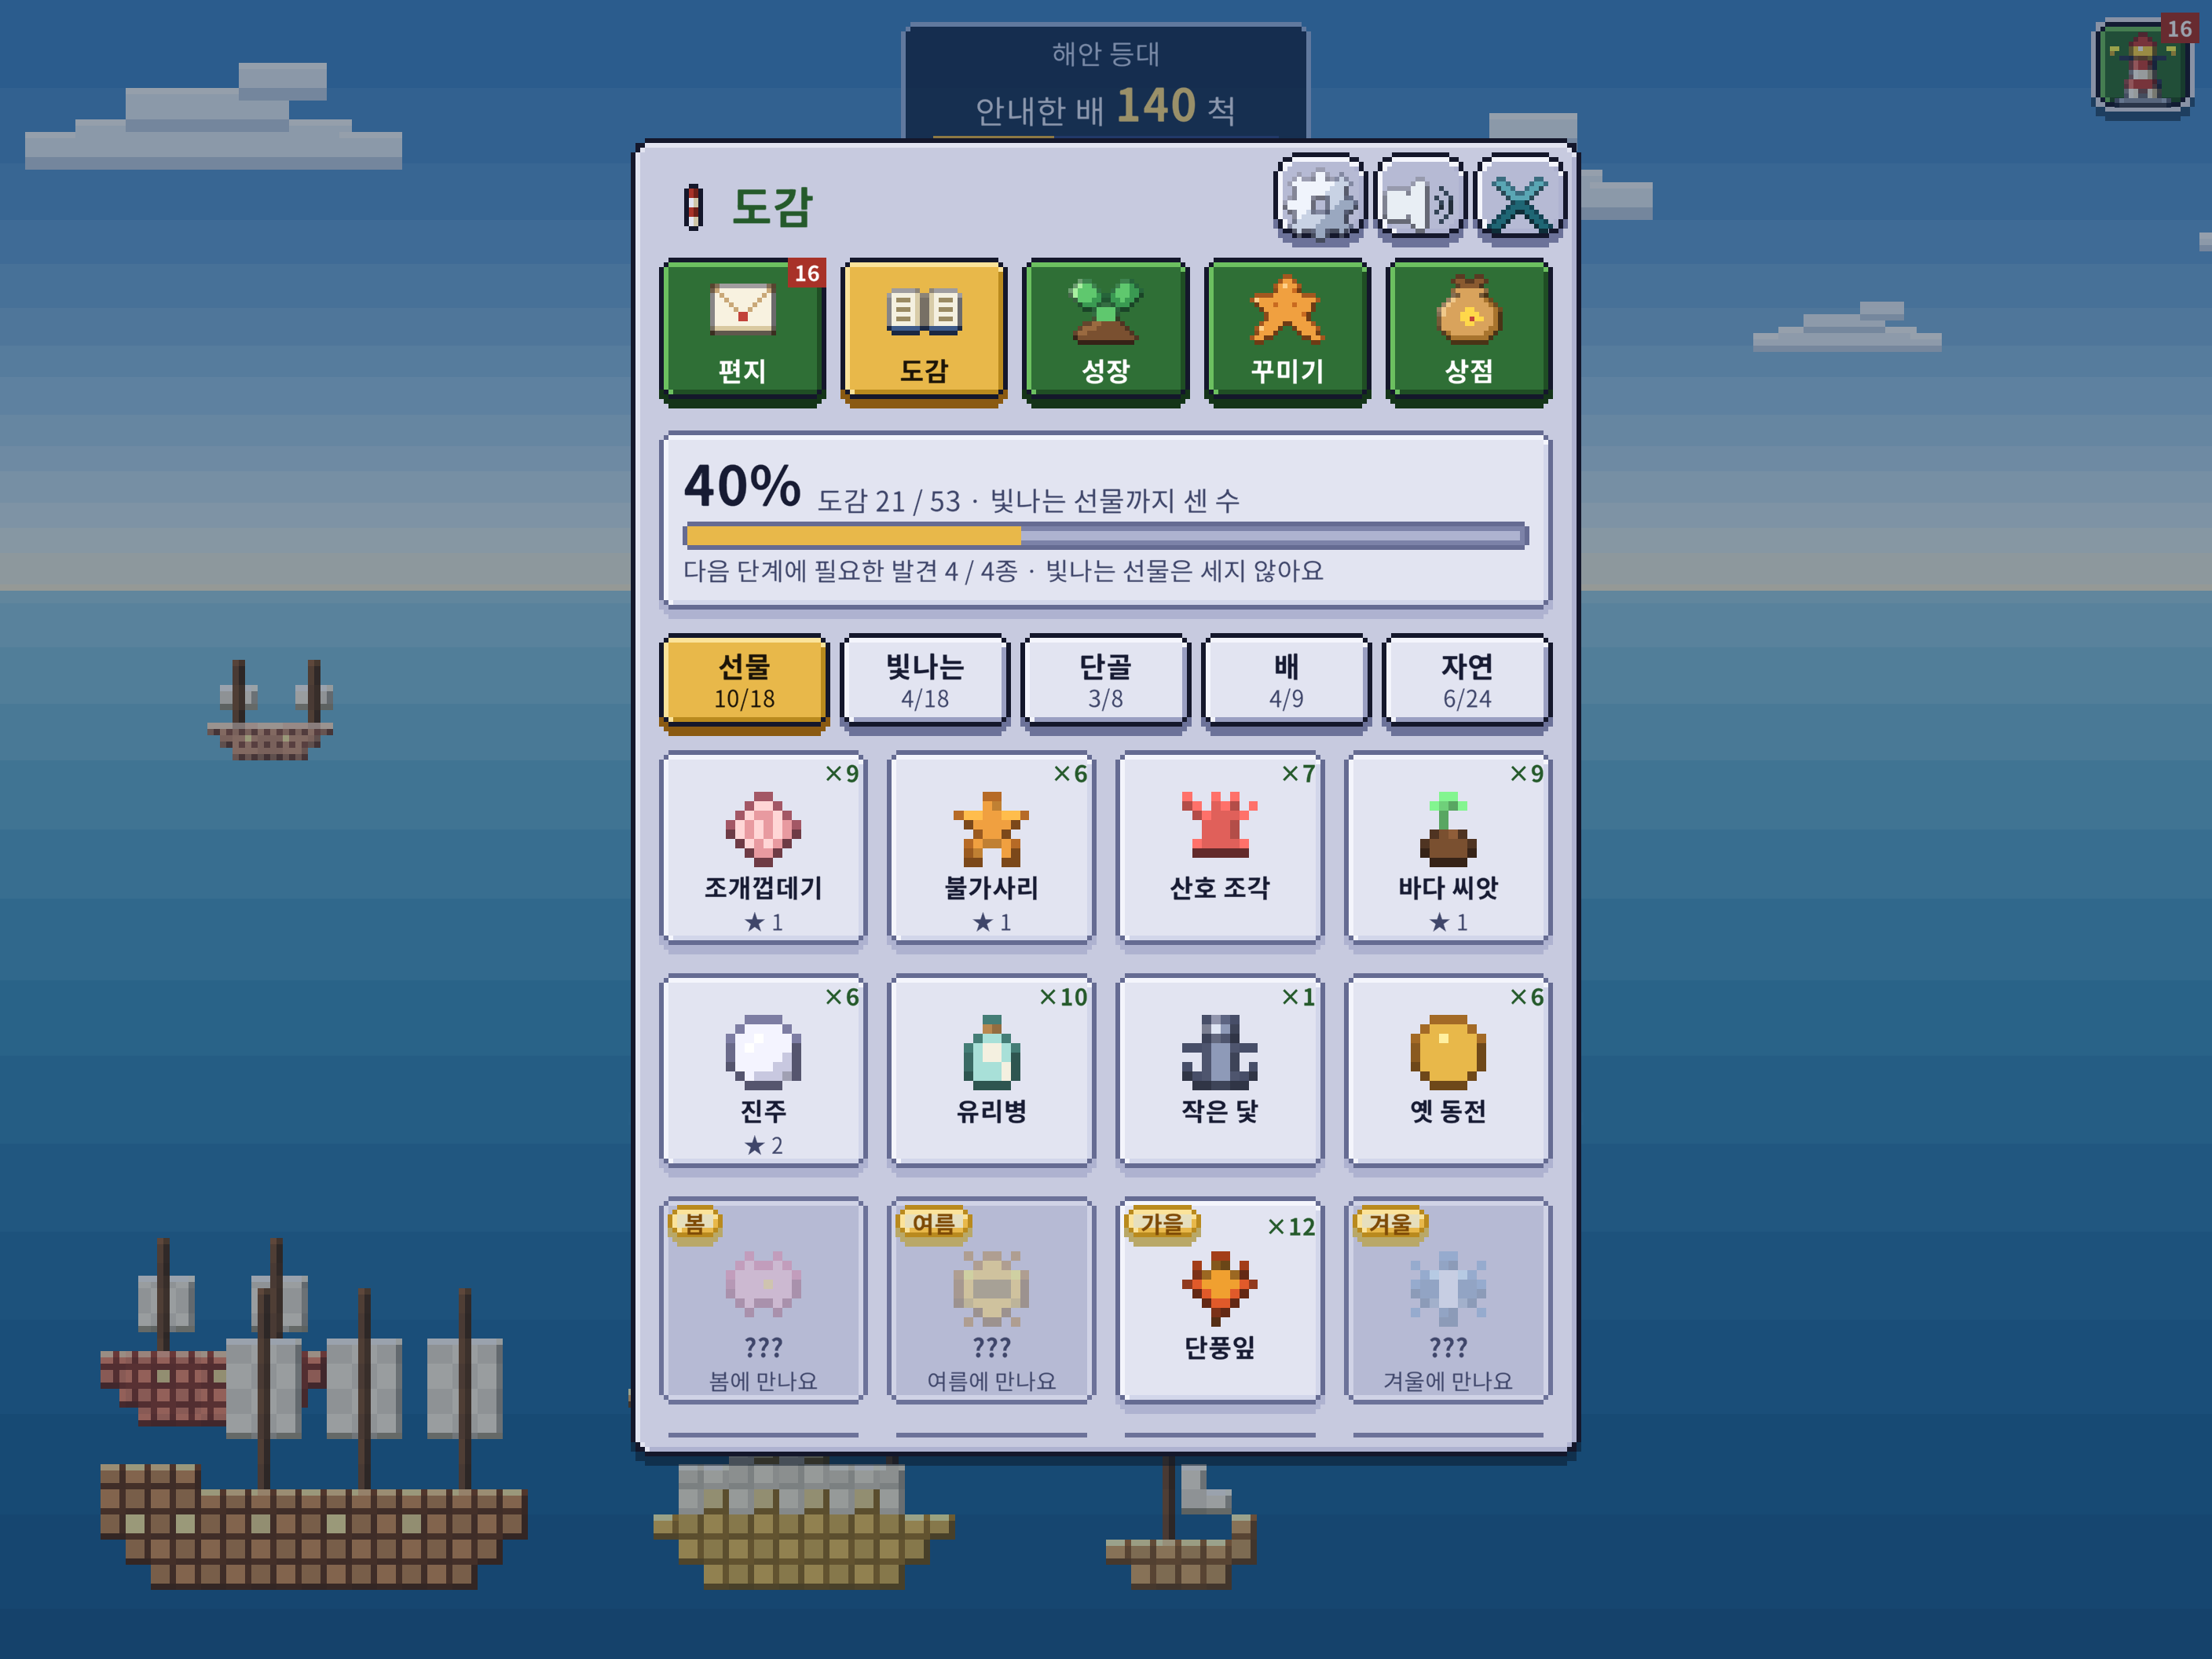 해안 등대
안내한 배 140 척
16
도감
16
편지
도감
성장
꾸미기
상점
40% 도감 21 / 53 · 빛나는 선물까지 센 수
다음 단계에 필요한 발견 4 / 4종 · 빛나는 선물은 세지 않아요
선물
10/18
빛나는
4/18
단골
3/8
배
4/9
자연
6/24
×9
조개껍데기
★ 1
×6
불가사리
★ 1
×7
산호 조각
×9
바다 씨앗
★ 1
×6
진주
★ 2
×10
유리병
×1
작은 닻
×6
옛 동전
봄
???
봄에 만나요
여름
???
여름에 만나요
가을
×12
단풍잎
겨울
???
겨울에 만나요